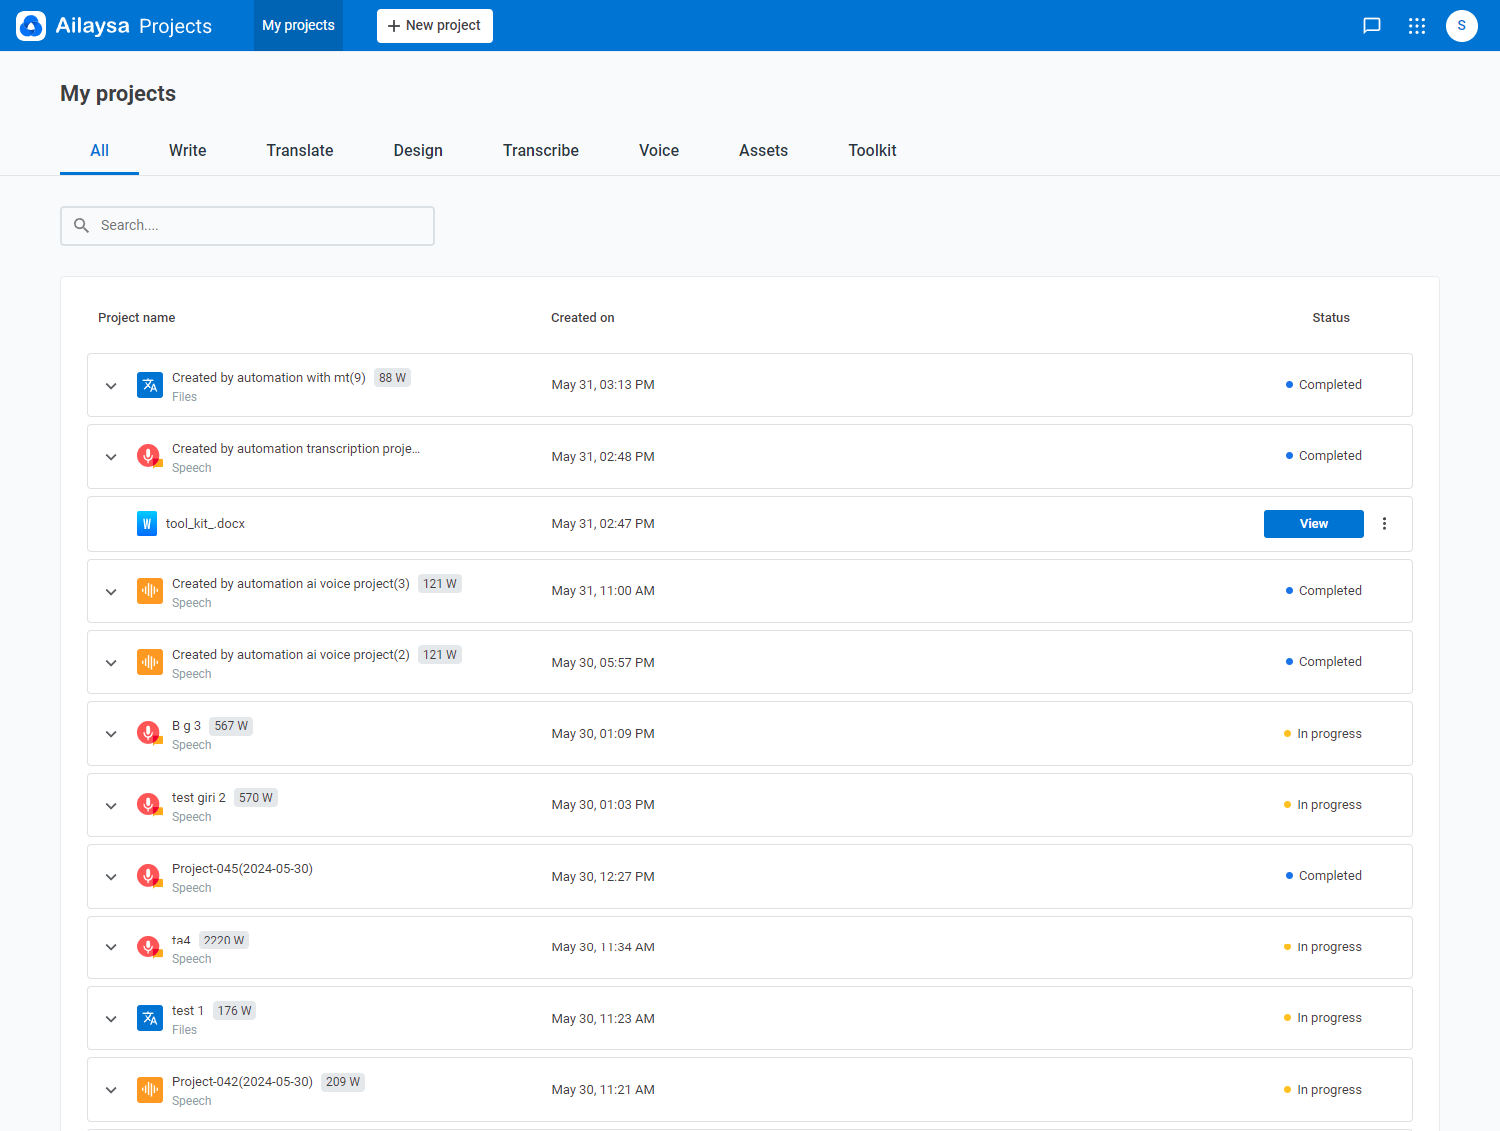 Ailaysa Projects My projects + New project S
My projects
All Write Translate Design Transcribe Voice Assets Toolkit
Search....
Project name Created on Status
Created by automation with mt(9) 88 W
Files
May 31, 03:13 PM
Completed
Created by automation transcription proje...
Speech
May 31, 02:48 PM
Completed
W
tool_kit_.docx
May 31, 02:47 PM
View
Created by automation ai voice project(3) 121 W
Speech
May 31, 11:00 AM
Completed
Created by automation ai voice project(2) 121 W
Speech
May 30, 05:57 PM
Completed
B g 3 567 W
Speech
May 30, 01:09 PM
In progress
test giri 2 570 W
Speech
May 30, 01:03 PM
In progress
Project-045(2024-05-30)
Speech
May 30, 12:27 PM
Completed
ta4 2220 W
Speech
May 30, 11:34 AM
In progress
test 1 176 W
Files
May 30, 11:23 AM
In progress
Project-042(2024-05-30) 209 W
Speech
May 30, 11:21 AM
In progress